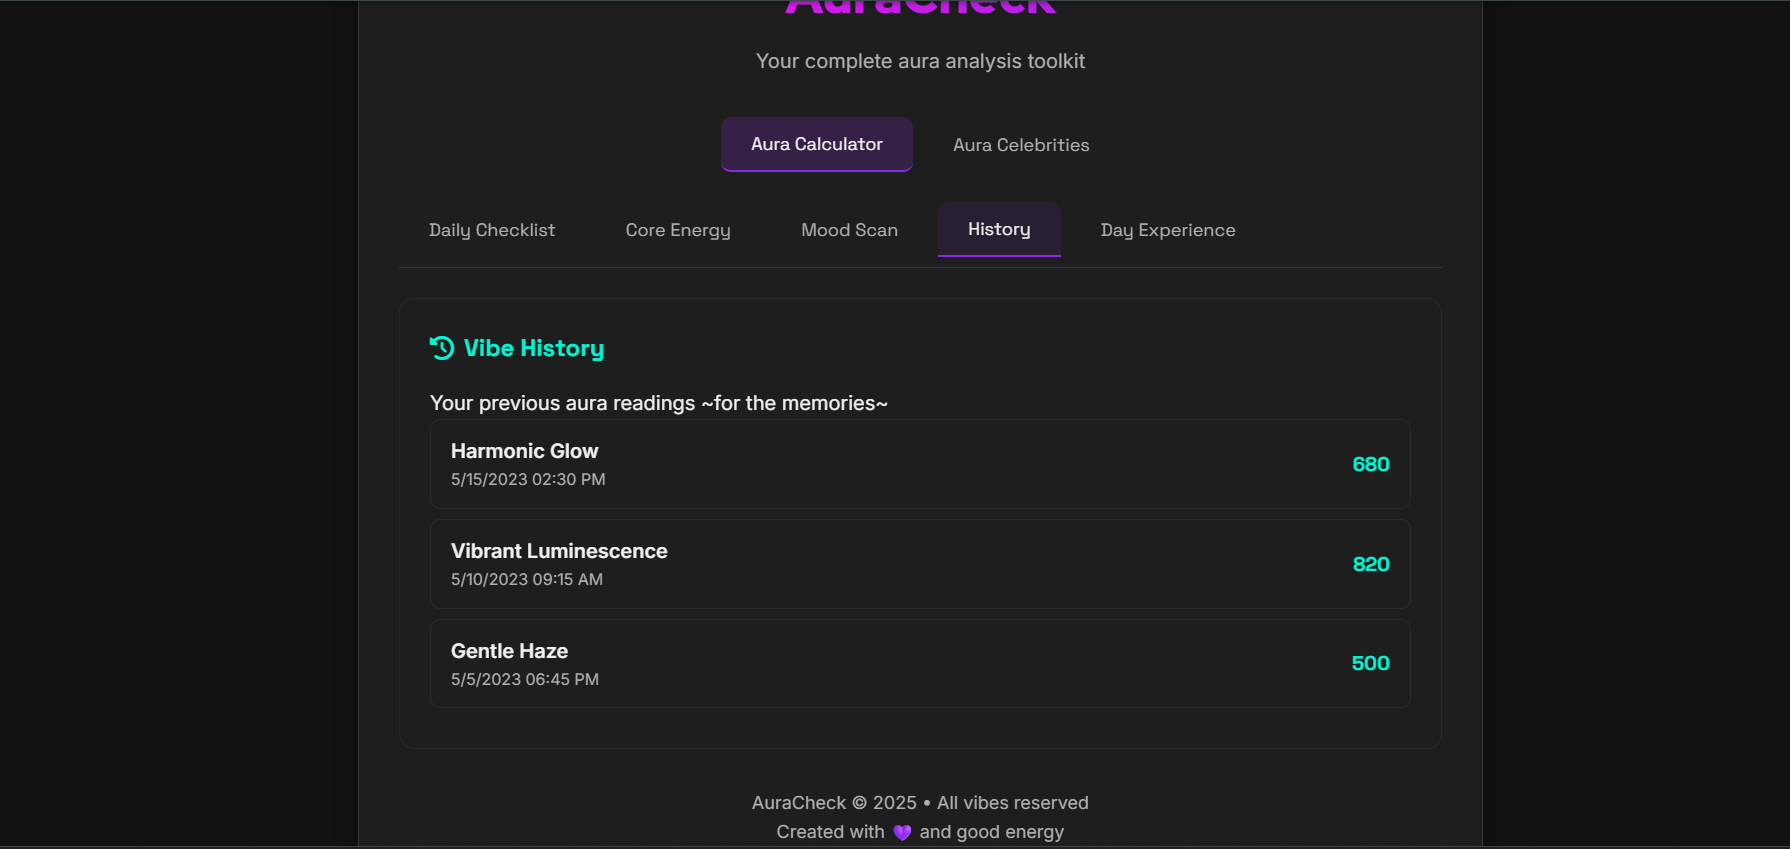 AuraCheck
Your complete aura analysis toolkit
Aura Calculator Aura Celebrities
Daily Checklist Core Energy Mood Scan History Day Experience
Vibe History
Your previous aura readings ~for the memories~
Harmonic Glow
5/15/2023 02:30 PM
680
Vibrant Luminescence
5/10/2023 09:15 AM
820
Gentle Haze
5/5/2023 06:45 PM
500
AuraCheck © 2025 • All vibes reserved
Created with 💜 and good energy